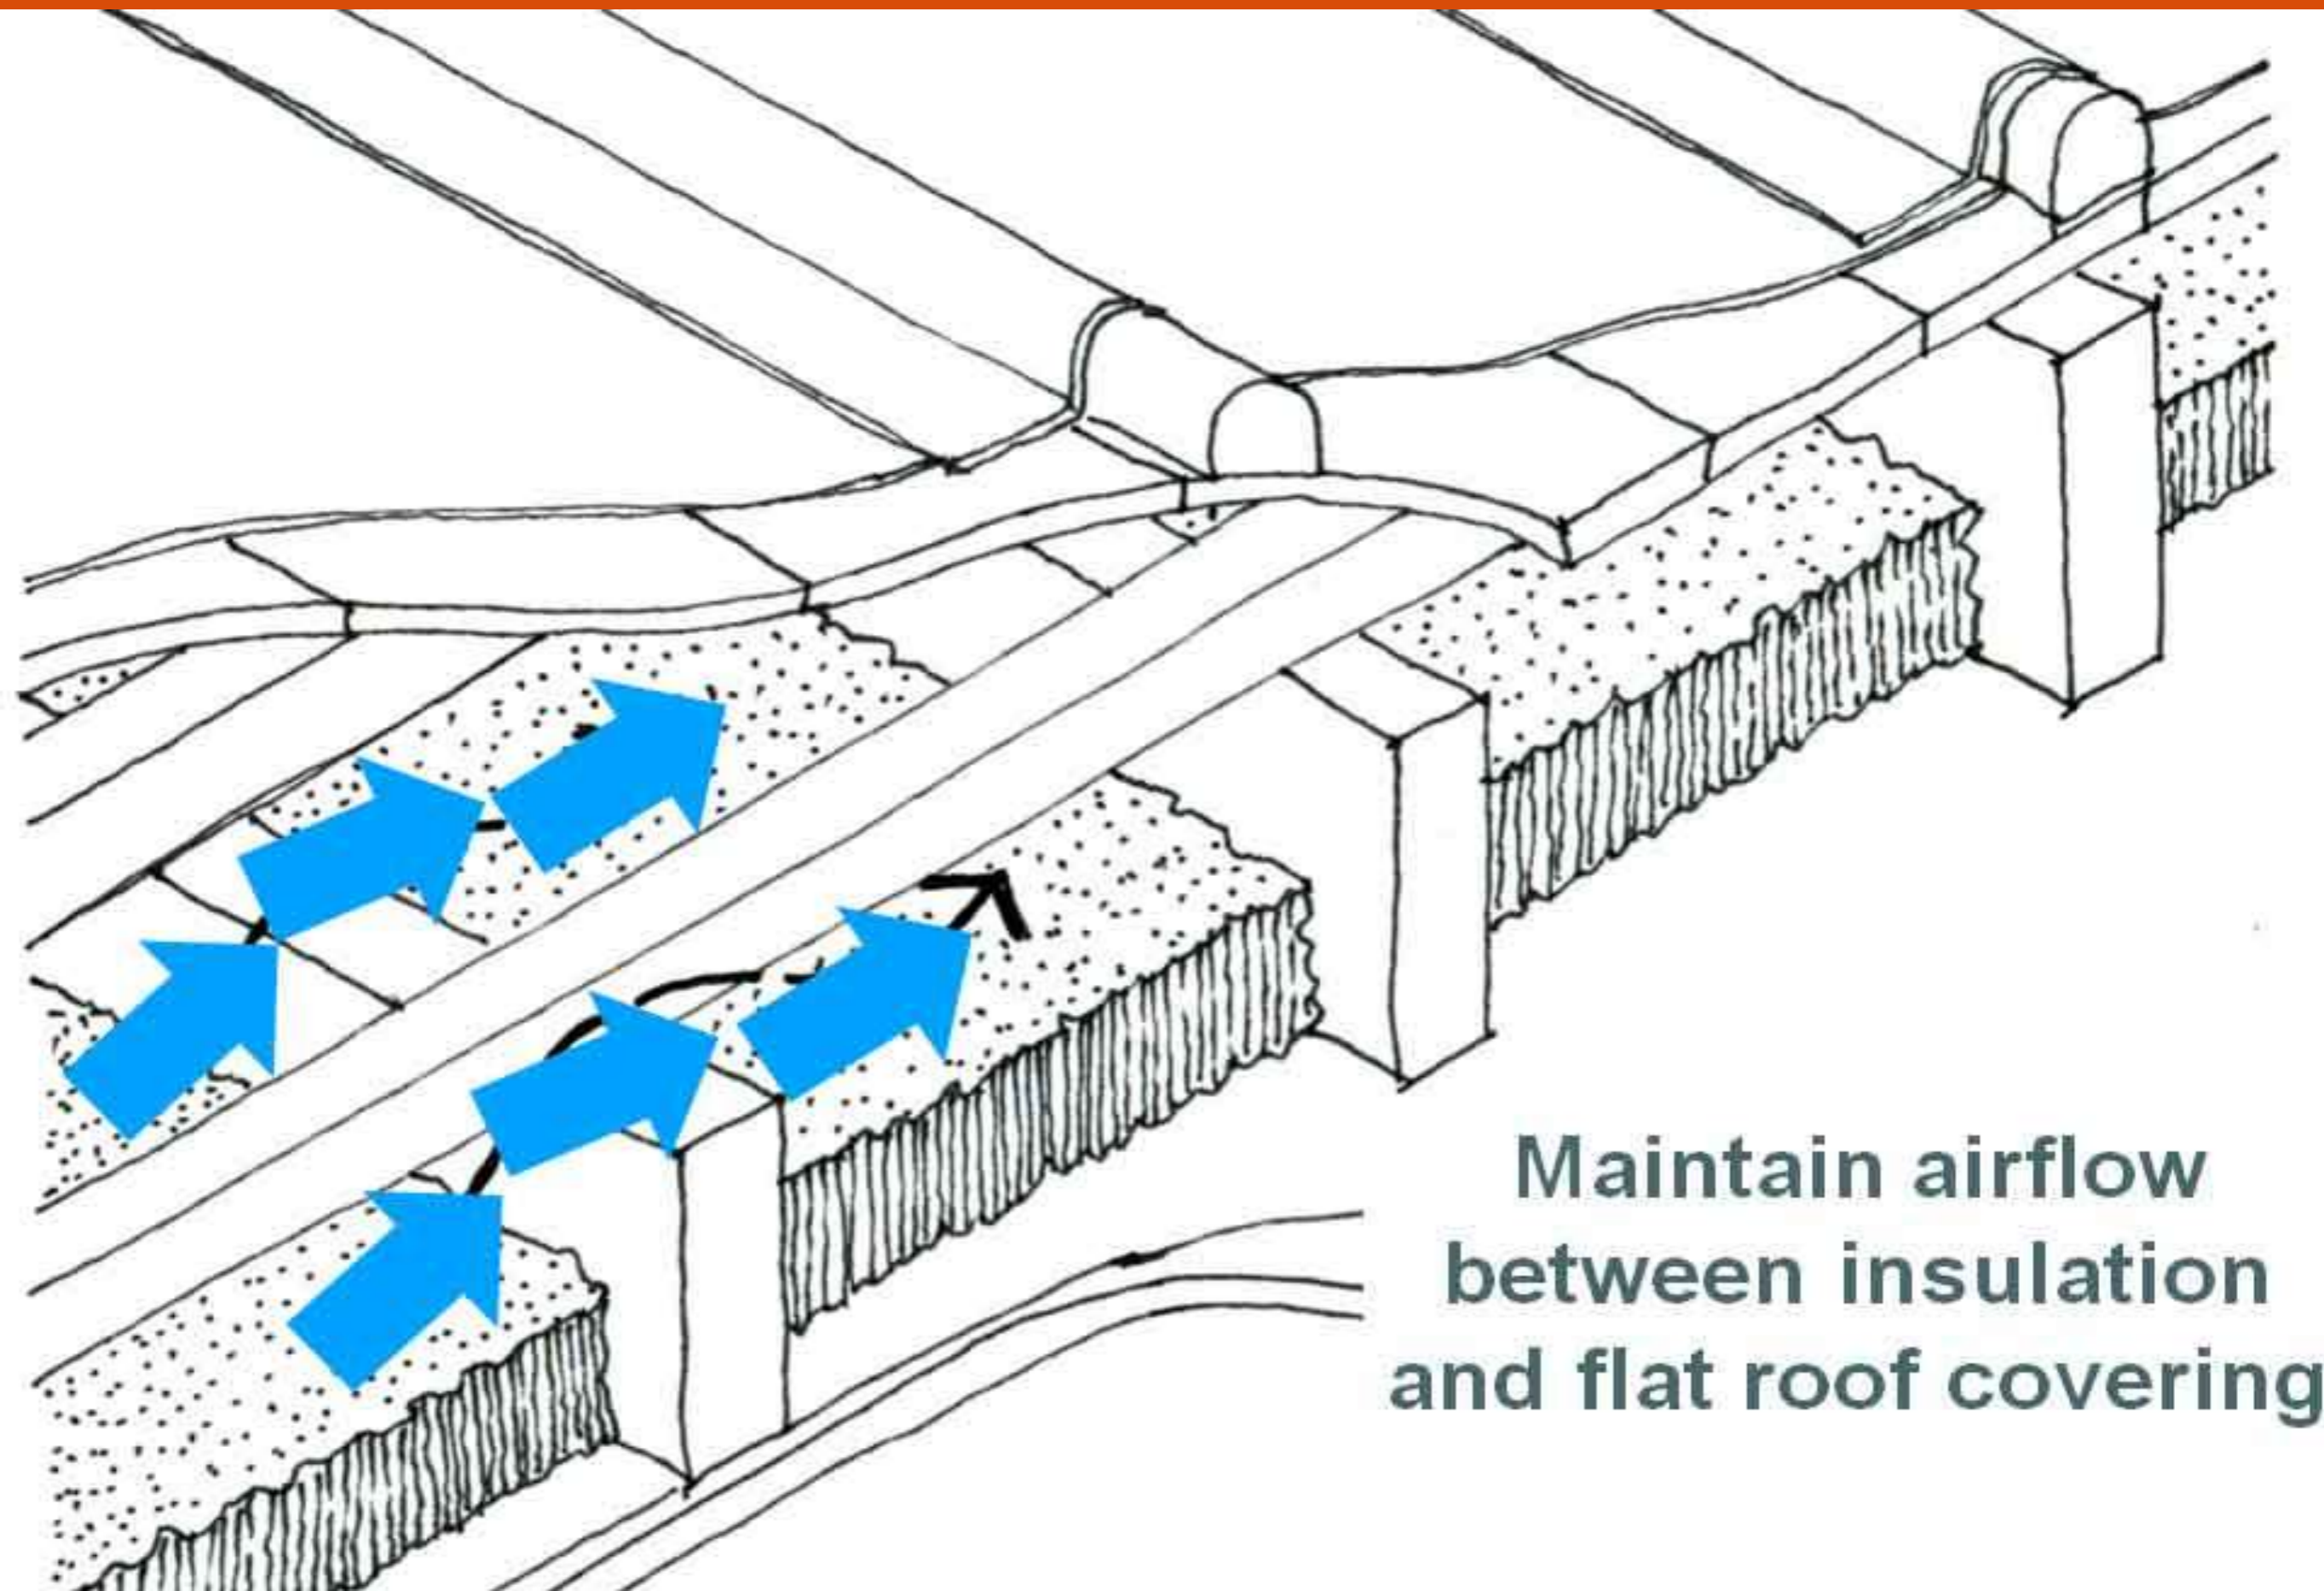 Maintain airflow
between insulation
and flat roof covering